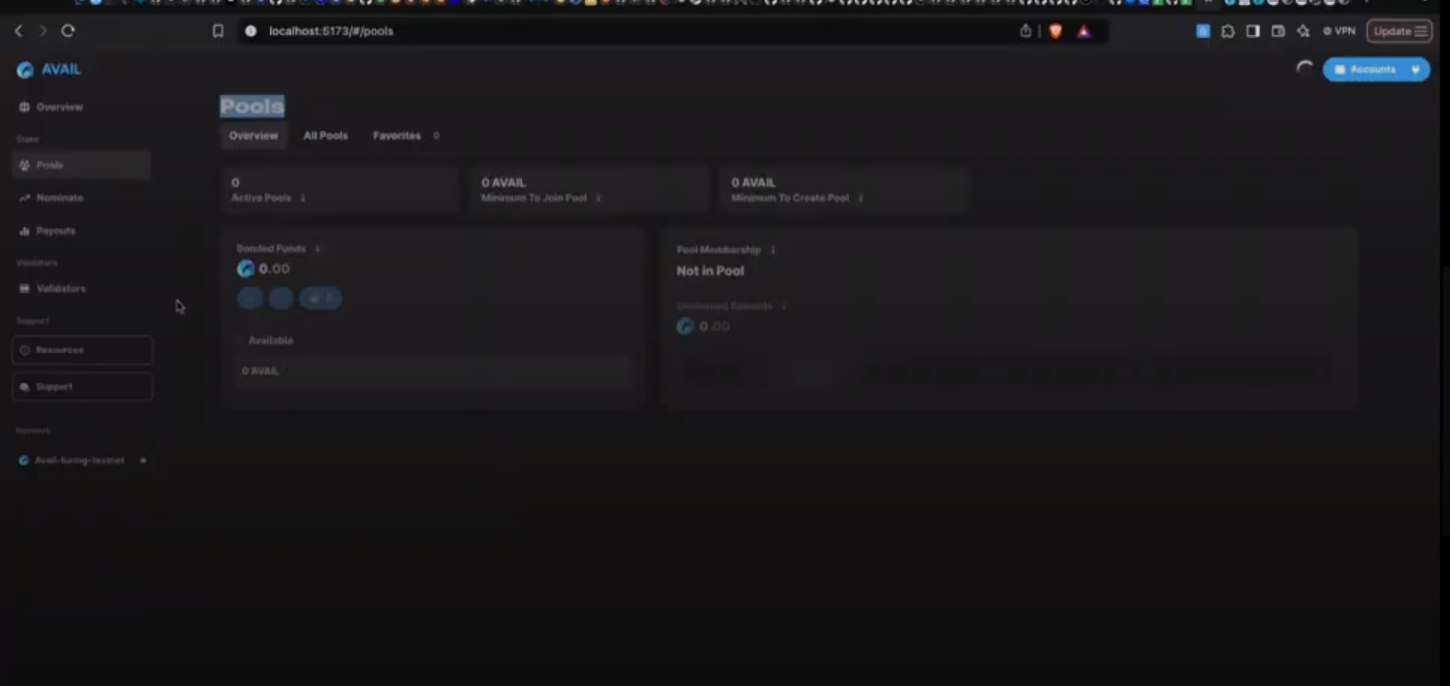 localhost:5173/#/pools
VPN
Update
AVAIL
Accounts
Overview
Pools
Overview
All Pools
Favorites 0
Stake
Pools
0
Active Pools
0 AVAIL
Minimum To Join Pool
0 AVAIL
Minimum To Create Pool
Nominate
Payouts
Bonded Funds
0.00
Pool Membership
Not in Pool
Validators
Validators
Unclaimed Rewards
0.00
Support
Available
Resources
0 AVAIL
Support
Network
Avail-turing-testnet